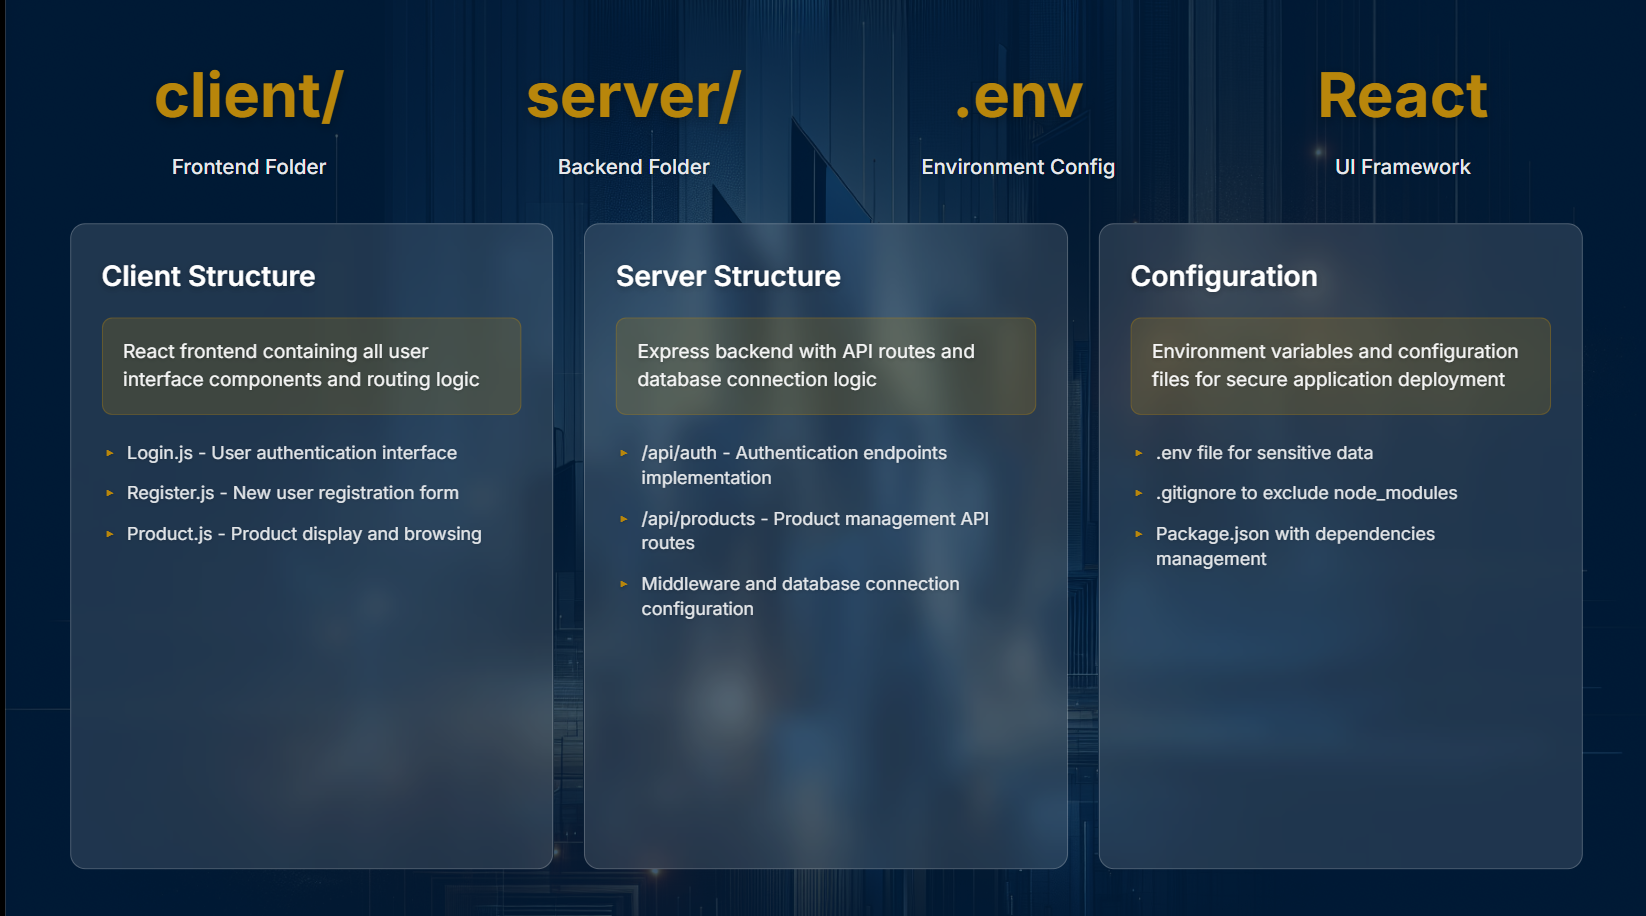 client/
Frontend Folder
server/
Backend Folder
.env
Environment Config
React
UI Framework
Client Structure
React frontend containing all user
interface components and routing logic
Login.js - User authentication interface
Register.js - New user registration form
Product.js - Product display and browsing
Server Structure
Express backend with API routes and
database connection logic
/api/auth - Authentication endpoints
implementation
/api/products - Product management API
routes
Middleware and database connection
configuration
Configuration
Environment variables and configuration
files for secure application deployment
.env file for sensitive data
.gitignore to exclude node_modules
Package.json with dependencies
management